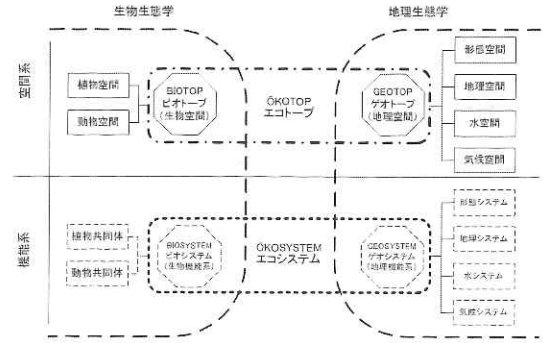 生物生態学
地理生態学
空間系
植物空間
動物空間
BIOTOP
ビオトープ
(生物空間)
ÖKOTOP
エコトープ
GEOTOP
ゲオトープ
(地理空間)
形態空間
地理空間
水空間
気候空間
機能系
植物共同体
動物共同体
BIOSYSTEM
ビオシステム
(生物機能系)
ÖKOSYSTEM
エコシステム
GEOSYSTEM
ゲオシステム
(地理機能系)
形態システム
地理システム
水システム
気候システム